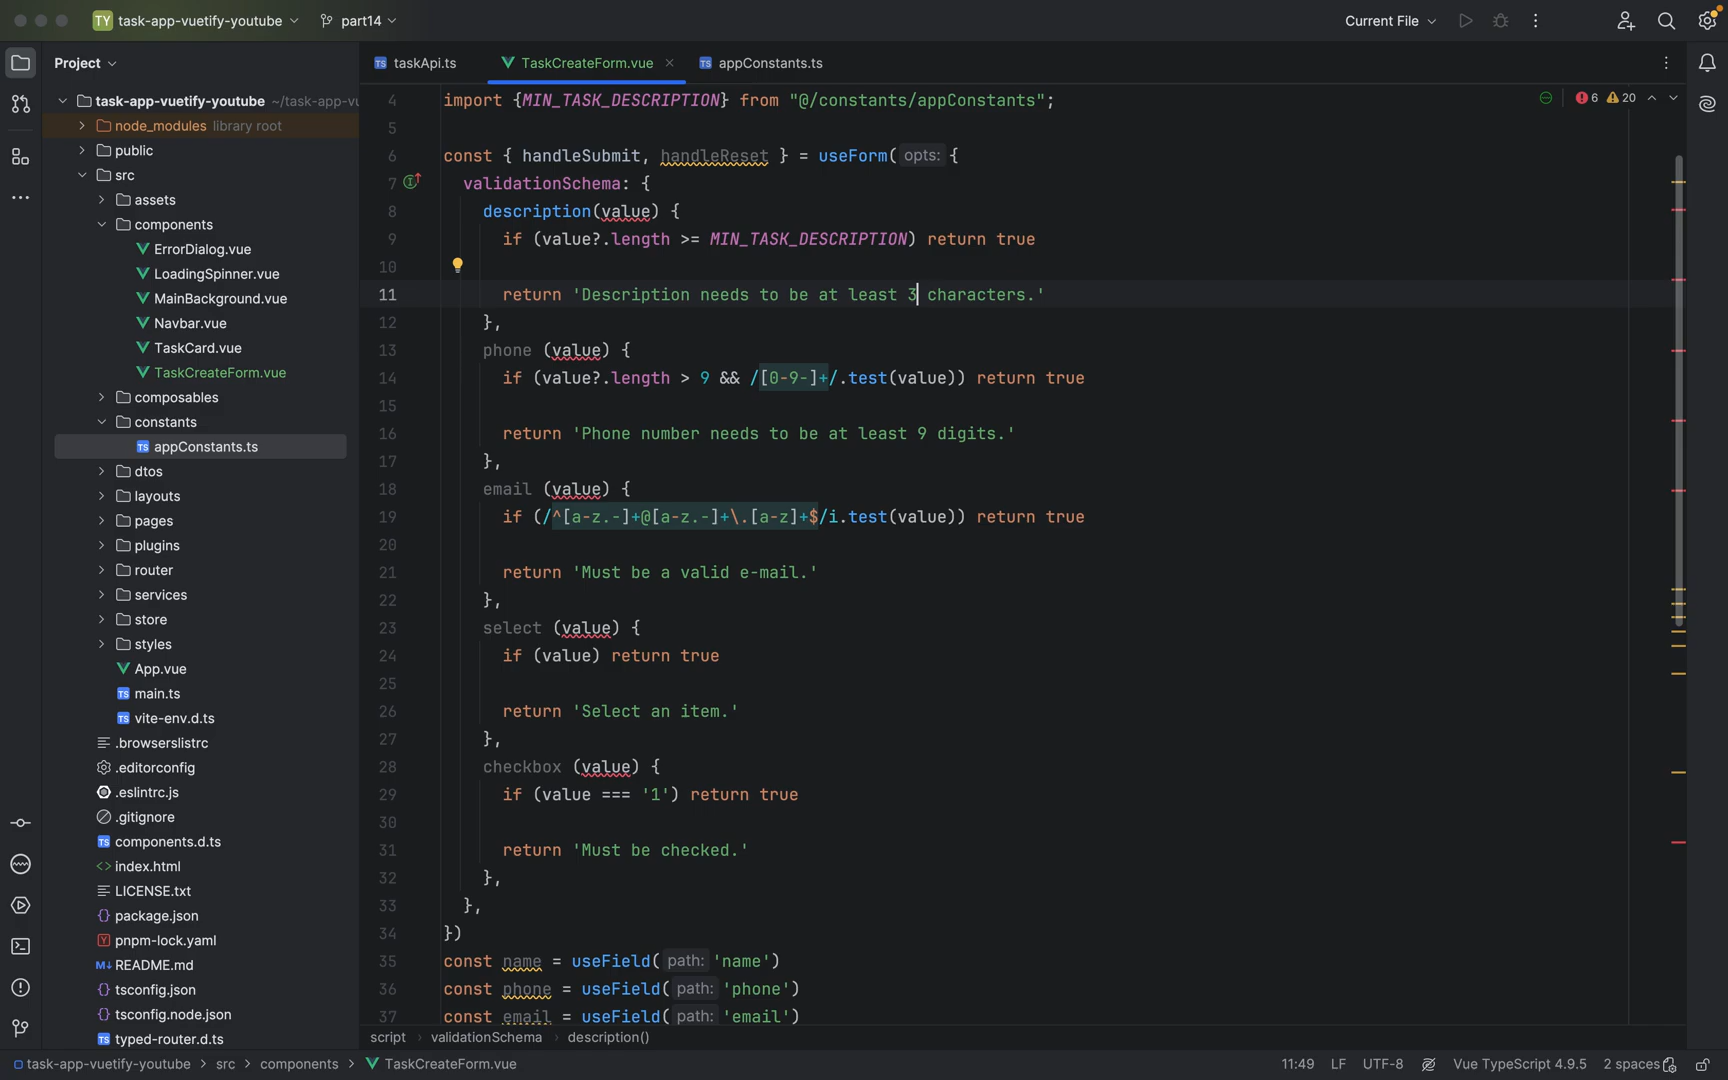 TY task-app-vuetify-youtube part14 Current File
Project
taskApi.ts TaskCreateForm.vue appConstants.ts
task-app-vuetify-youtube ~/task-app-vu
node_modules library root
public
src
assets
components
ErrorDialog.vue
LoadingSpinner.vue
MainBackground.vue
Navbar.vue
TaskCard.vue
TaskCreateForm.vue
composables
constants
appConstants.ts
dtos
layouts
pages
plugins
router
services
store
styles
App.vue
main.ts
vite-env.d.ts
.browserslistrc
.editorconfig
.eslintrc.js
.gitignore
components.d.ts
index.html
LICENSE.txt
package.json
pnpm-lock.yaml
README.md
tsconfig.json
tsconfig.node.json
typed-router.d.ts
6 20
4 import {MIN_TASK_DESCRIPTION} from "@/constants/appConstants";
5
6 const { handleSubmit, handleReset } = useForm( opts: {
7 validationSchema: {
8 description(value) {
9 if (value?.length >= MIN_TASK_DESCRIPTION) return true
10
11 return 'Description needs to be at least 3 characters.'
12 },
13 phone (value) {
14 if (value?.length > 9 && /[0-9-]+/.test(value)) return true
15
16 return 'Phone number needs to be at least 9 digits.'
17 },
18 email (value) {
19 if (/^[a-z.-]+@[a-z.-]+\.[a-z]+$/i.test(value)) return true
20
21 return 'Must be a valid e-mail.'
22 },
23 select (value) {
24 if (value) return true
25
26 return 'Select an item.'
27 },
28 checkbox (value) {
29 if (value === '1') return true
30
31 return 'Must be checked.'
32 },
33 },
34 })
35 const name = useField( path: 'name')
36 const phone = useField( path: 'phone')
37 const email = useField( path: 'email')
script > validationSchema > description()
task-app-vuetify-youtube > src > components > TaskCreateForm.vue 11:49 LF UTF-8 Vue TypeScript 4.9.5 2 spaces